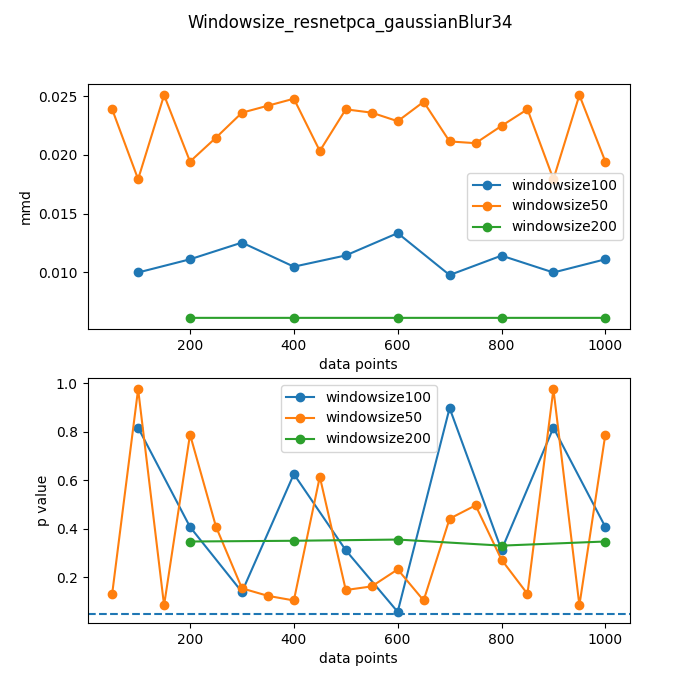 Windowsize_resnetpca_gaussianBlur34
0.025
0.020
0.015
0.010
mmd
windowsize100
windowsize50
windowsize200
200 400 600 800 1000
data points
1.0
0.8
0.6
0.4
0.2
p value
windowsize100
windowsize50
windowsize200
200 400 600 800 1000
data points